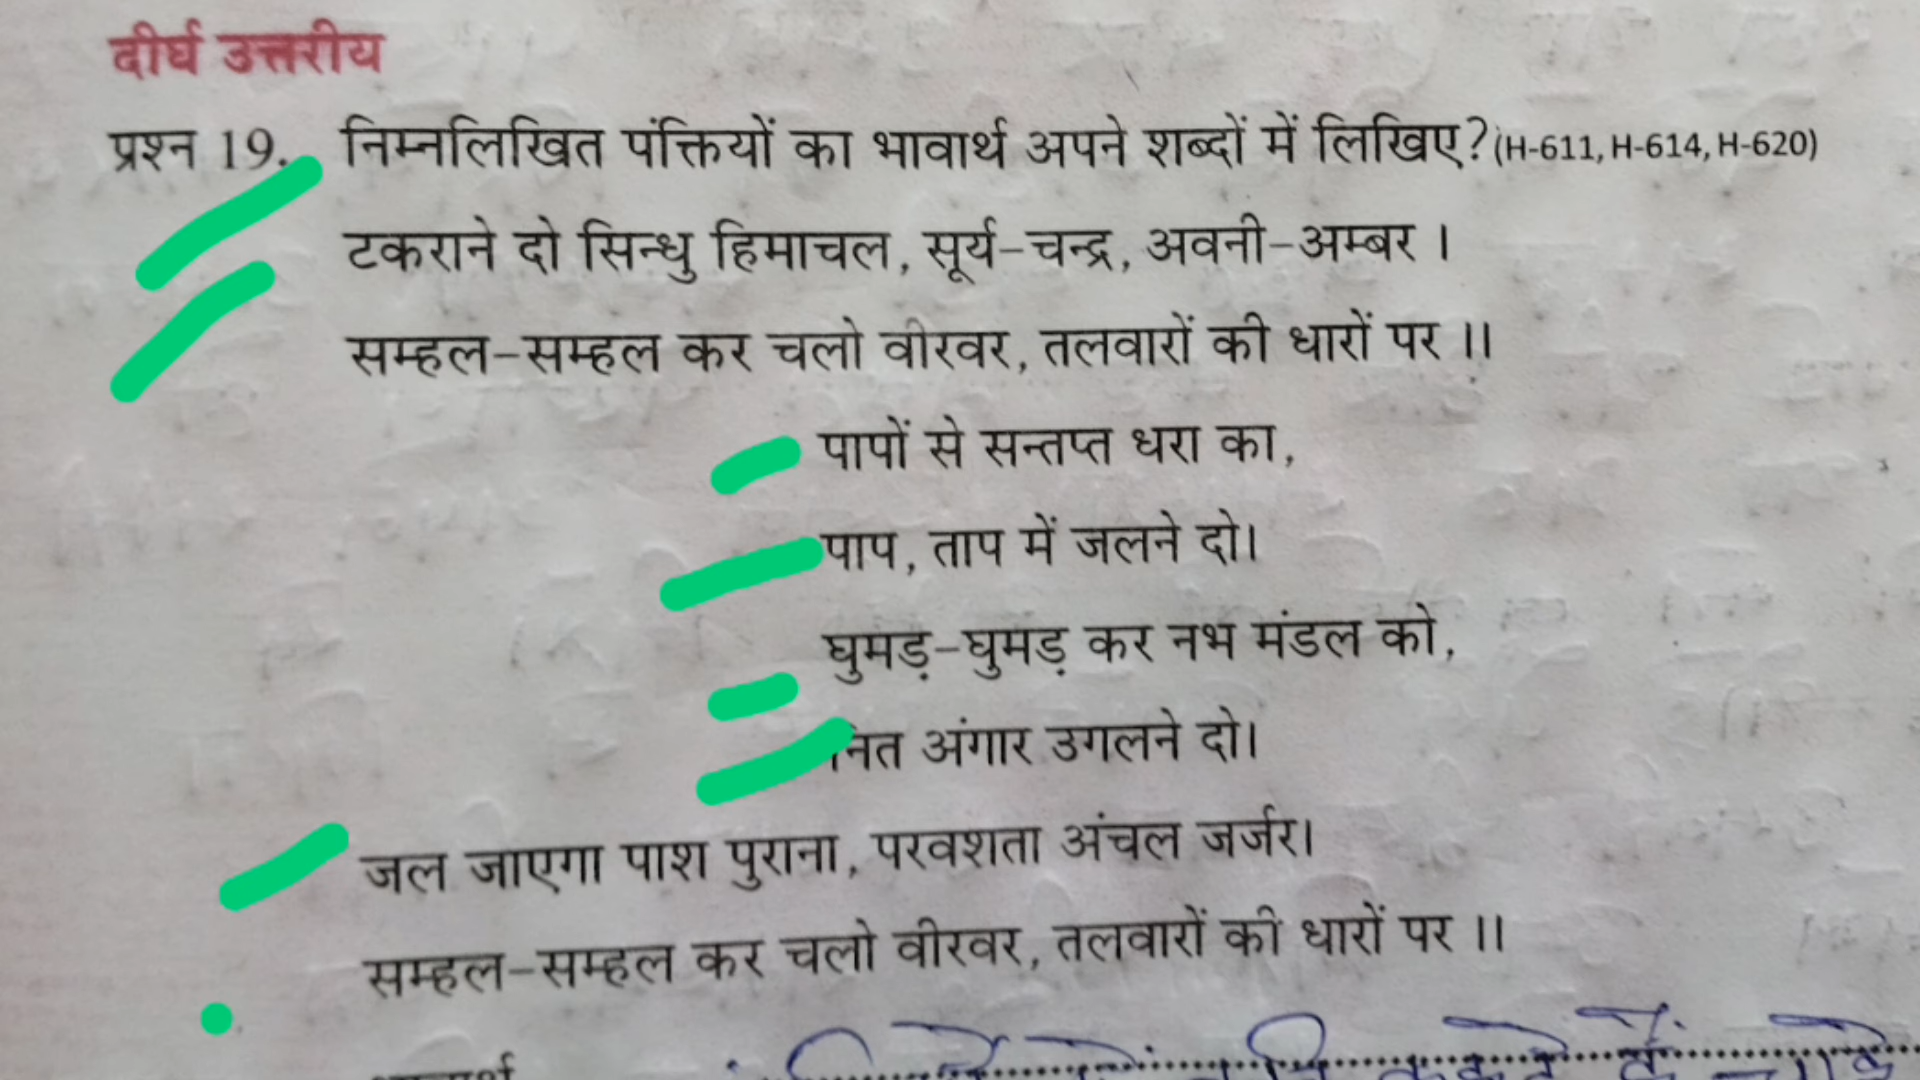 दीर्घ उत्तरीय
प्रश्न 19. निम्नलिखित पंक्तियों का भावार्थ अपने शब्दों में लिखिए? (H-611, H-614, H-620)
टकराने दो सिन्धु हिमाचल, सूर्य-चन्द्र, अवनी-अम्बर ।
सम्हल-सम्हल कर चलो वीरवर, तलवारों की धारों पर ।।
पापों से सन्तप्त धरा का,
पाप, ताप में जलने दो।
घुमड़-घुमड़ कर नभ मंडल को,
नित अंगार उगलने दो।
जल जाएगा पाश पुराना, परवशता अंचल जर्जर।
सम्हल-सम्हल कर चलो वीरवर, तलवारों की धारों पर ।।